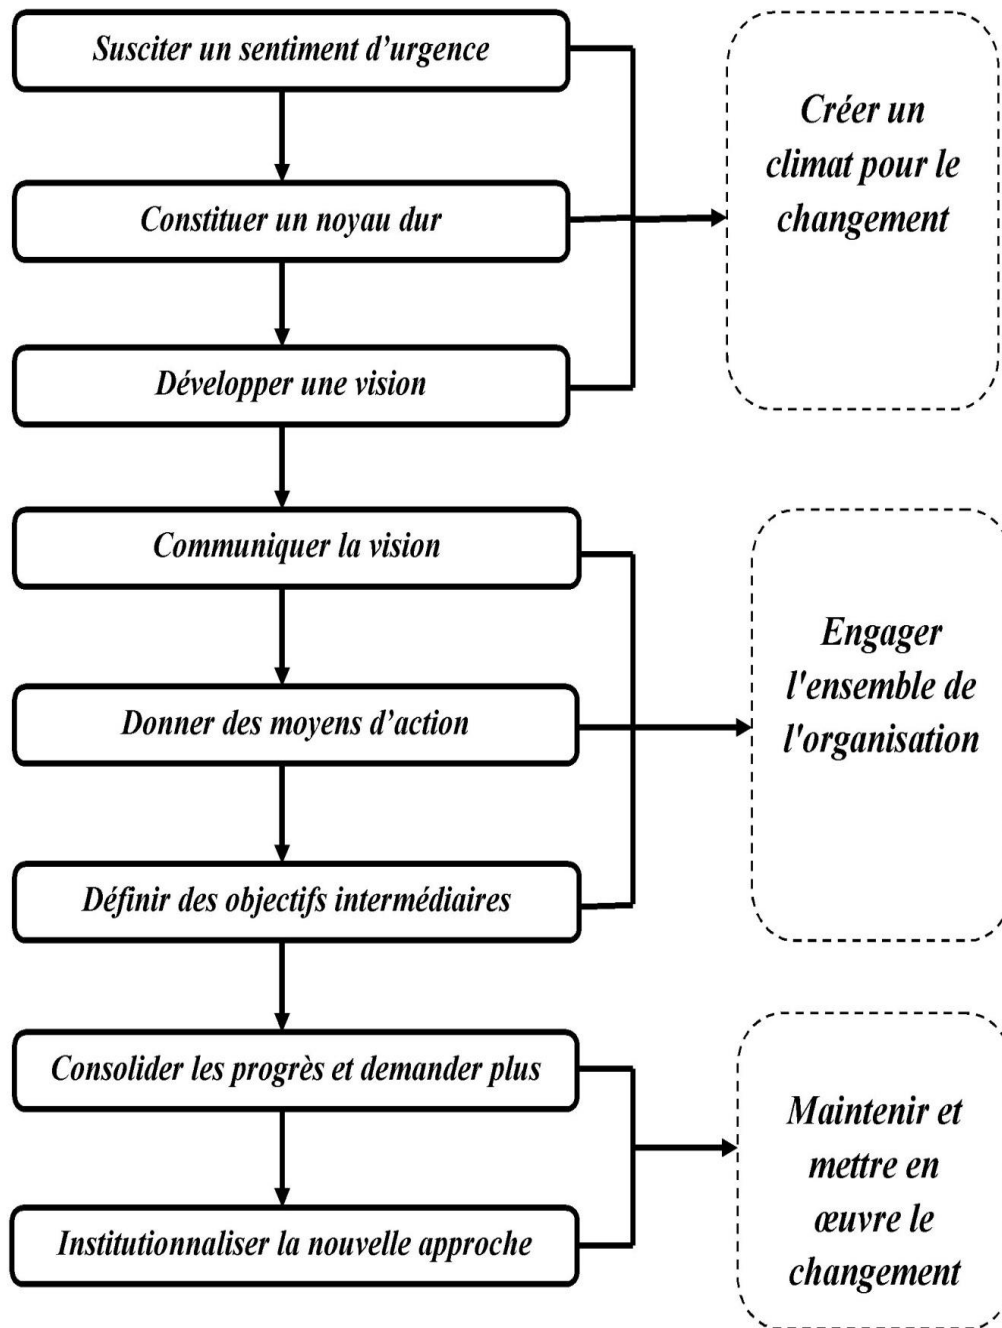 Susciter un sentiment d’urgence
Constituer un noyau dur
Développer une vision
Créer un
climat pour le
changement
Communiquer la vision
Donner des moyens d’action
Définir des objectifs intermédiaires
Engager
l'ensemble de
l'organisation
Consolider les progrès et demander plus
Institutionnaliser la nouvelle approche
Maintenir et
mettre en
œuvre le
changement